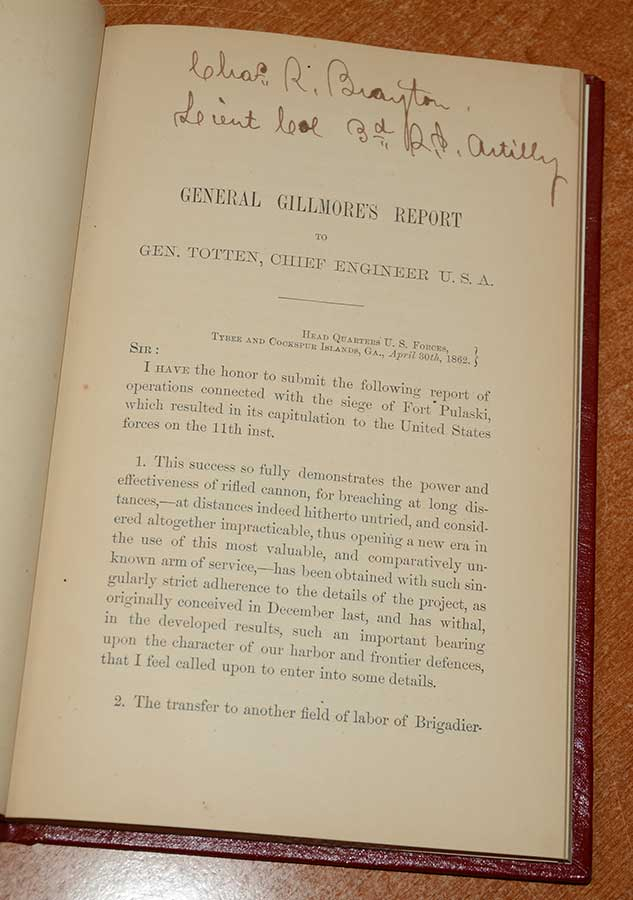 Chas. R. Brayton.
Lieut Col 3d R.I. Artilly
GENERAL GILLMORE'S REPORT
TO
GEN. TOTTEN, CHIEF ENGINEER U. S. A.
HEAD QUARTERS U. S. FORCES,
TYBEE AND COCKSPUR ISLANDS, GA., April 30th, 1862.
SIR:
I HAVE the honor to submit the following report of
operations connected with the siege of Fort Pulaski,
which resulted in its capitulation to the United States
forces on the 11th inst.
1. This success so fully demonstrates the power and
effectiveness of rifled cannon, for breaching at long dis-
tances,—at distances indeed hitherto untried, and consid-
ered altogether impracticable, thus opening a new era in
the use of this most valuable, and comparatively un-
known arm of service,—has been obtained with such sin-
gularly strict adherence to the details of the project, as
originally conceived in December last, and has withal,
in the developed results, such an important bearing
upon the character of our harbor and frontier defences,
that I feel called upon to enter into some details.
2. The transfer to another field of labor of Brigadier-